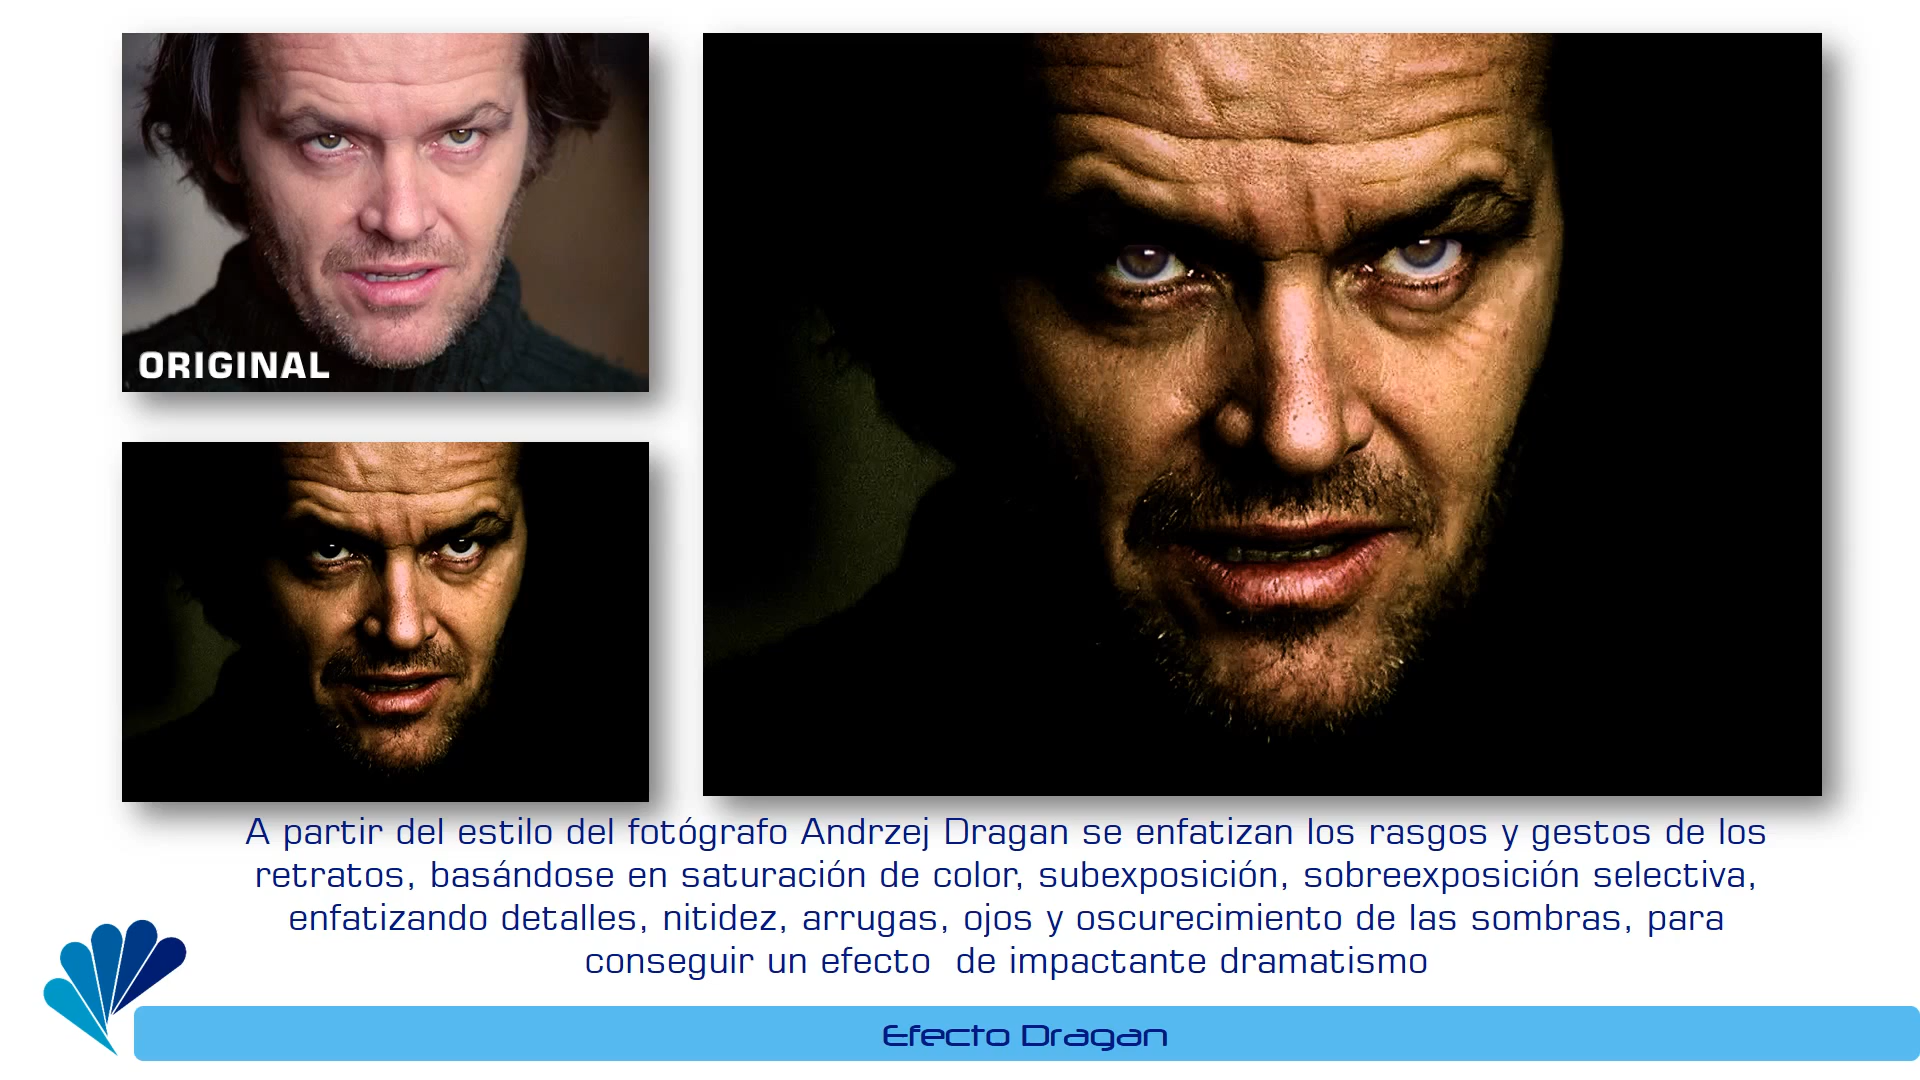 ORIGINAL
A partir del estilo del fotógrafo Andrzej Dragan se enfatizan los rasgos y gestos de los
retratos, basándose en saturación de color, subexposición, sobreexposición selectiva,
enfatizando detalles, nitidez, arrugas, ojos y oscurecimiento de las sombras, para
conseguir un efecto  de impactante dramatismo
Efecto Dragan